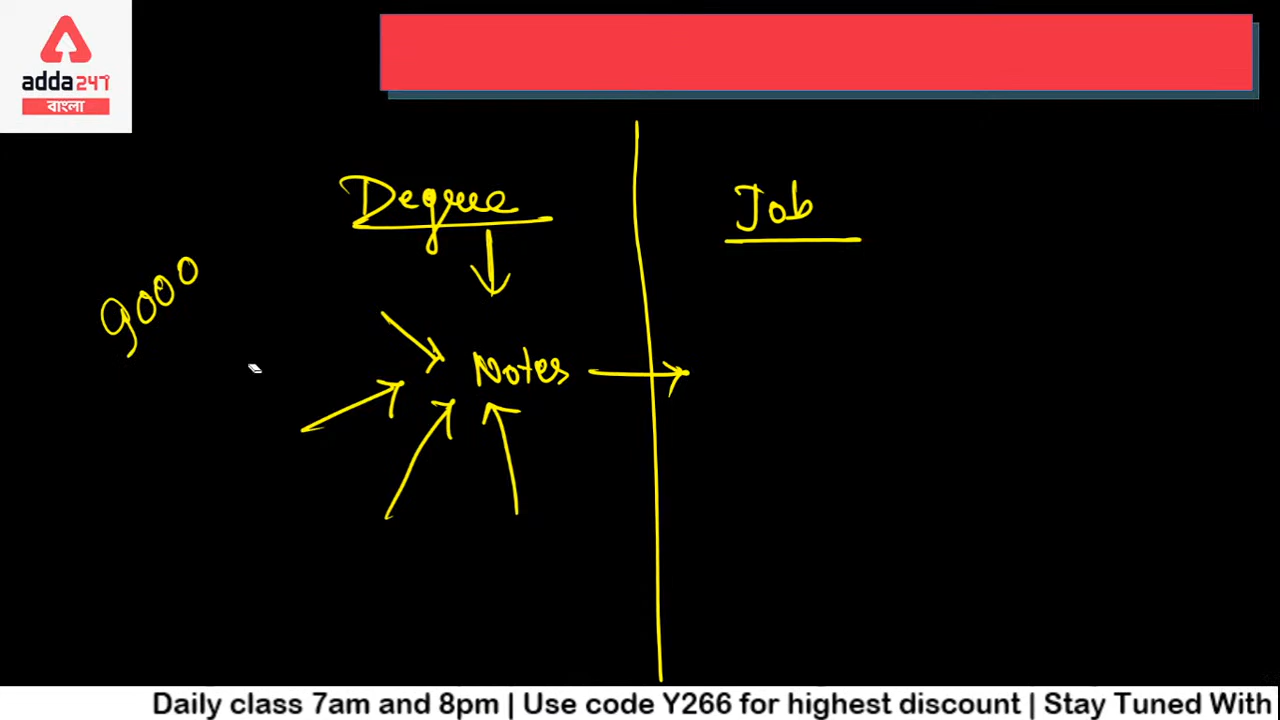 adda247
বাংলা
Degree
Job
9000
Notes
Daily class 7am and 8pm | Use code Y266 for highest discount | Stay Tuned With